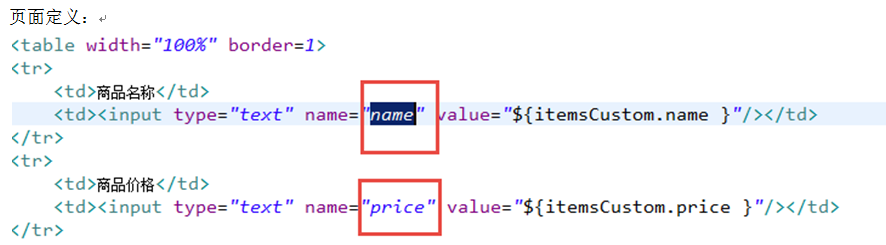 页面定义：
<table width="100%" border=1>
<tr>
<td>商品名称</td>
<td><input type="text" name="name" value="${itemsCustom.name }"/></td>
</tr>
<tr>
<td>商品价格</td>
<td><input type="text" name="price" value="${itemsCustom.price }"/></td>
</tr>